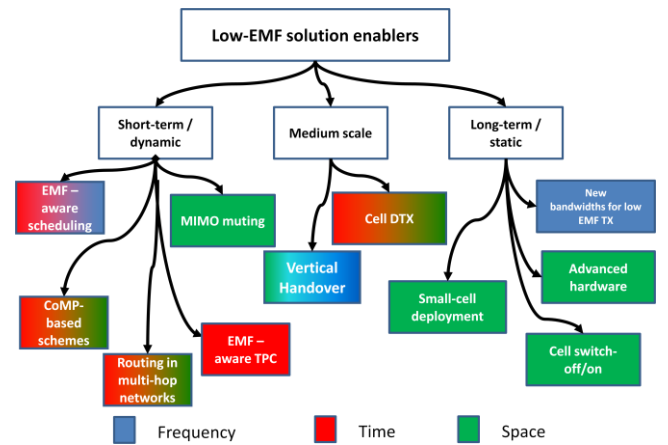 Low-EMF solution enablers
Short-term /
dynamic
Medium scale
Long-term /
static
EMF –
aware
scheduling
MIMO muting
Cell DTX
New
bandwidths for low
EMF TX
Vertical
Handover
Advanced
hardware
CoMP-
based
schemes
Small-cell
deployment
EMF –
aware TPC
Routing in
multi-hop
networks
Cell switch-
off/on
Frequency
Time
Space